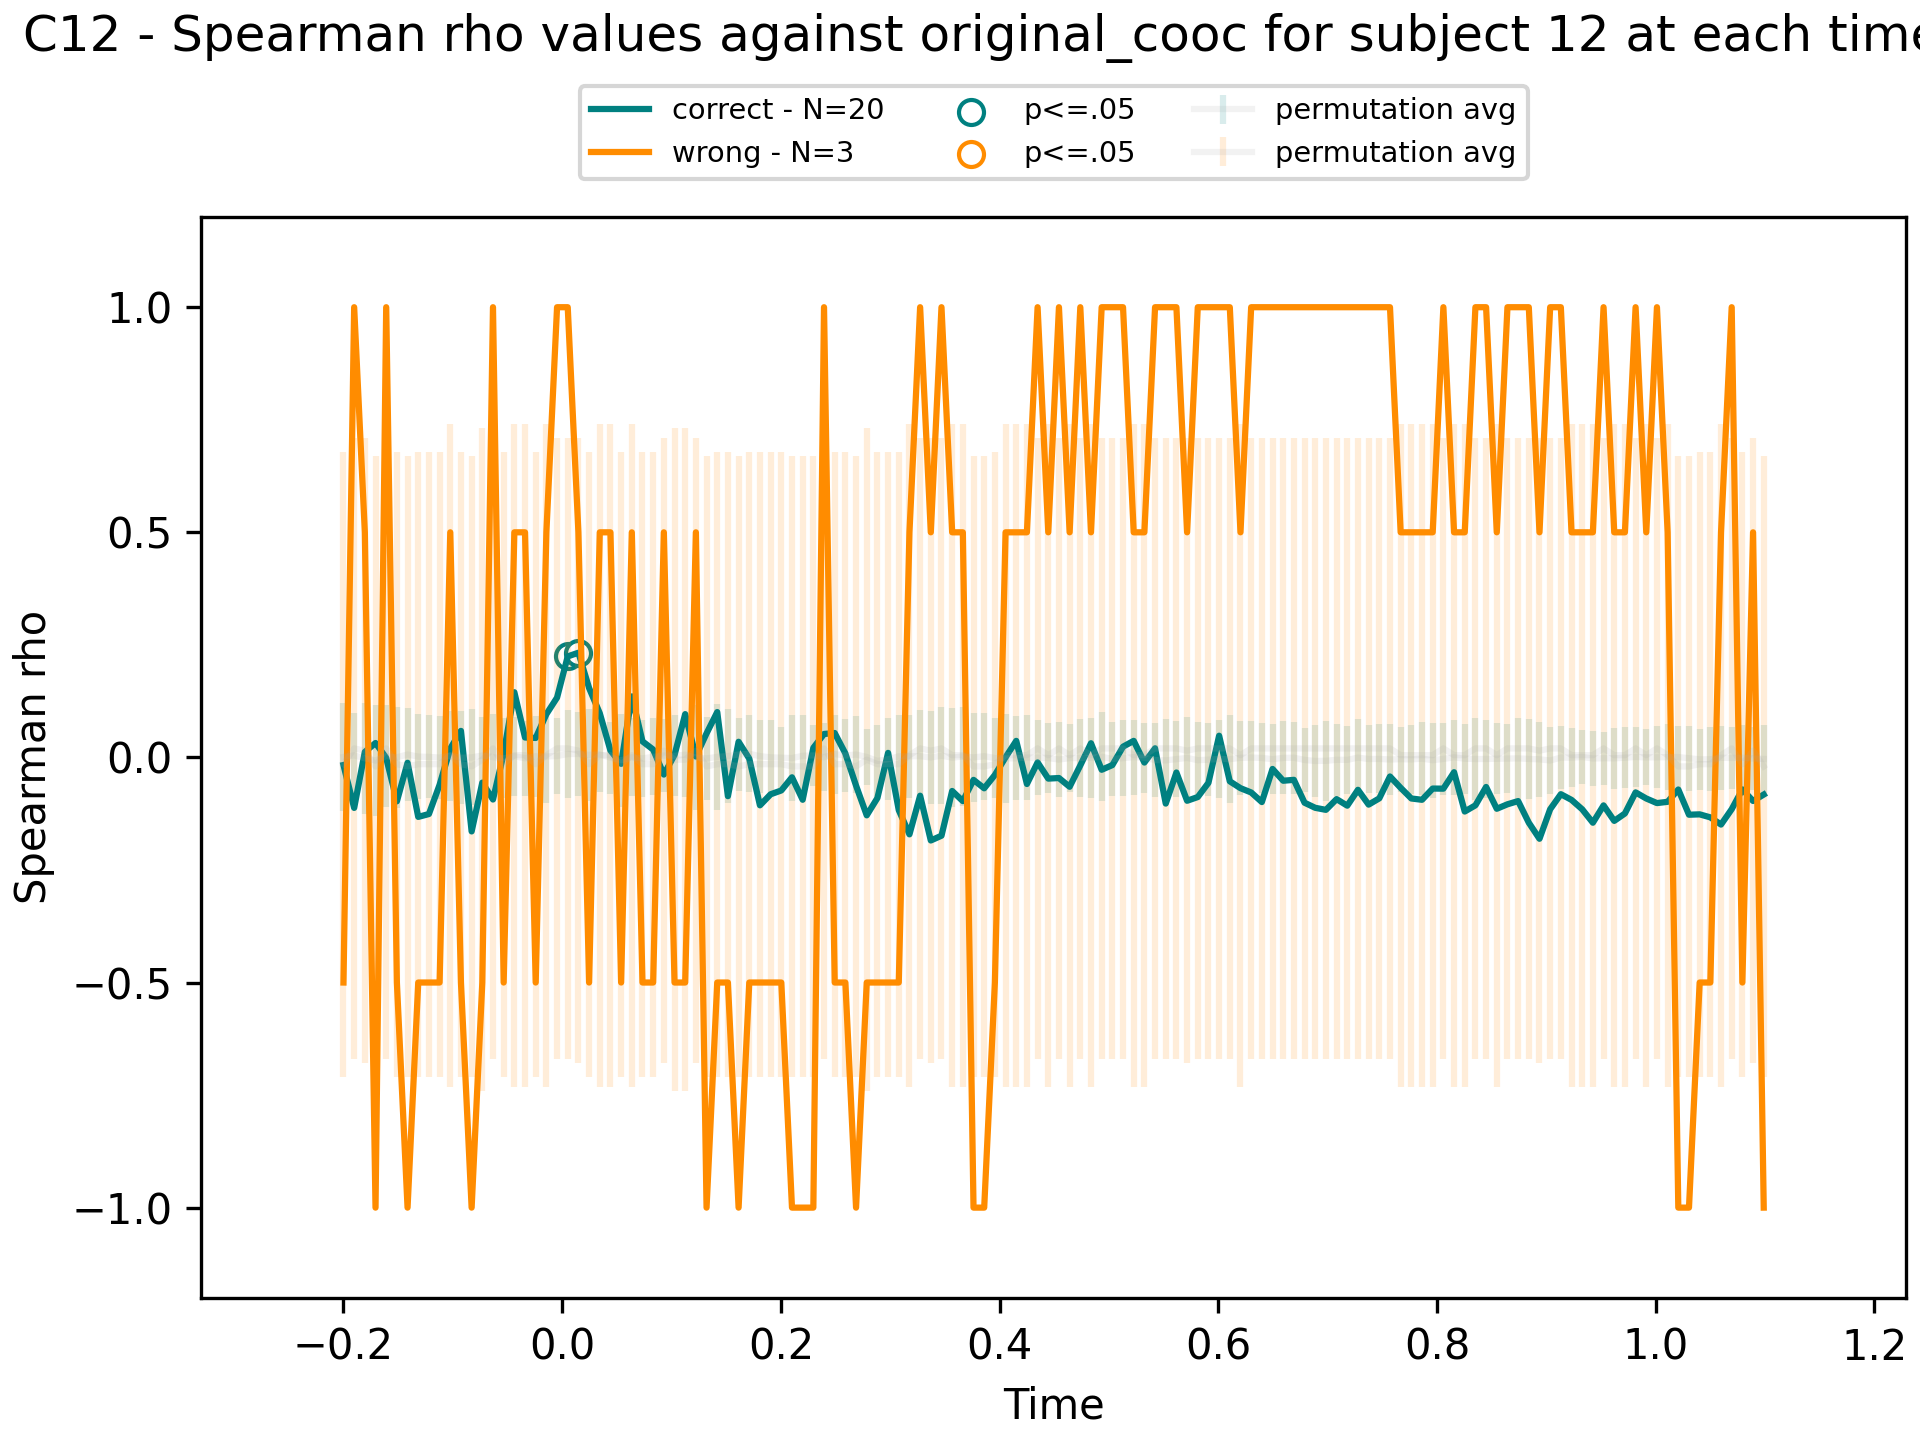 C12 - Spearman rho values against original_cooc for subject 12 at each time
correct - N=20 p<=.05 permutation avg
wrong - N=3 p<=.05 permutation avg
1.0
0.5
0.0
−0.5
−1.0
Spearman rho
−0.2 0.0 0.2 0.4 0.6 0.8 1.0 1.2
Time